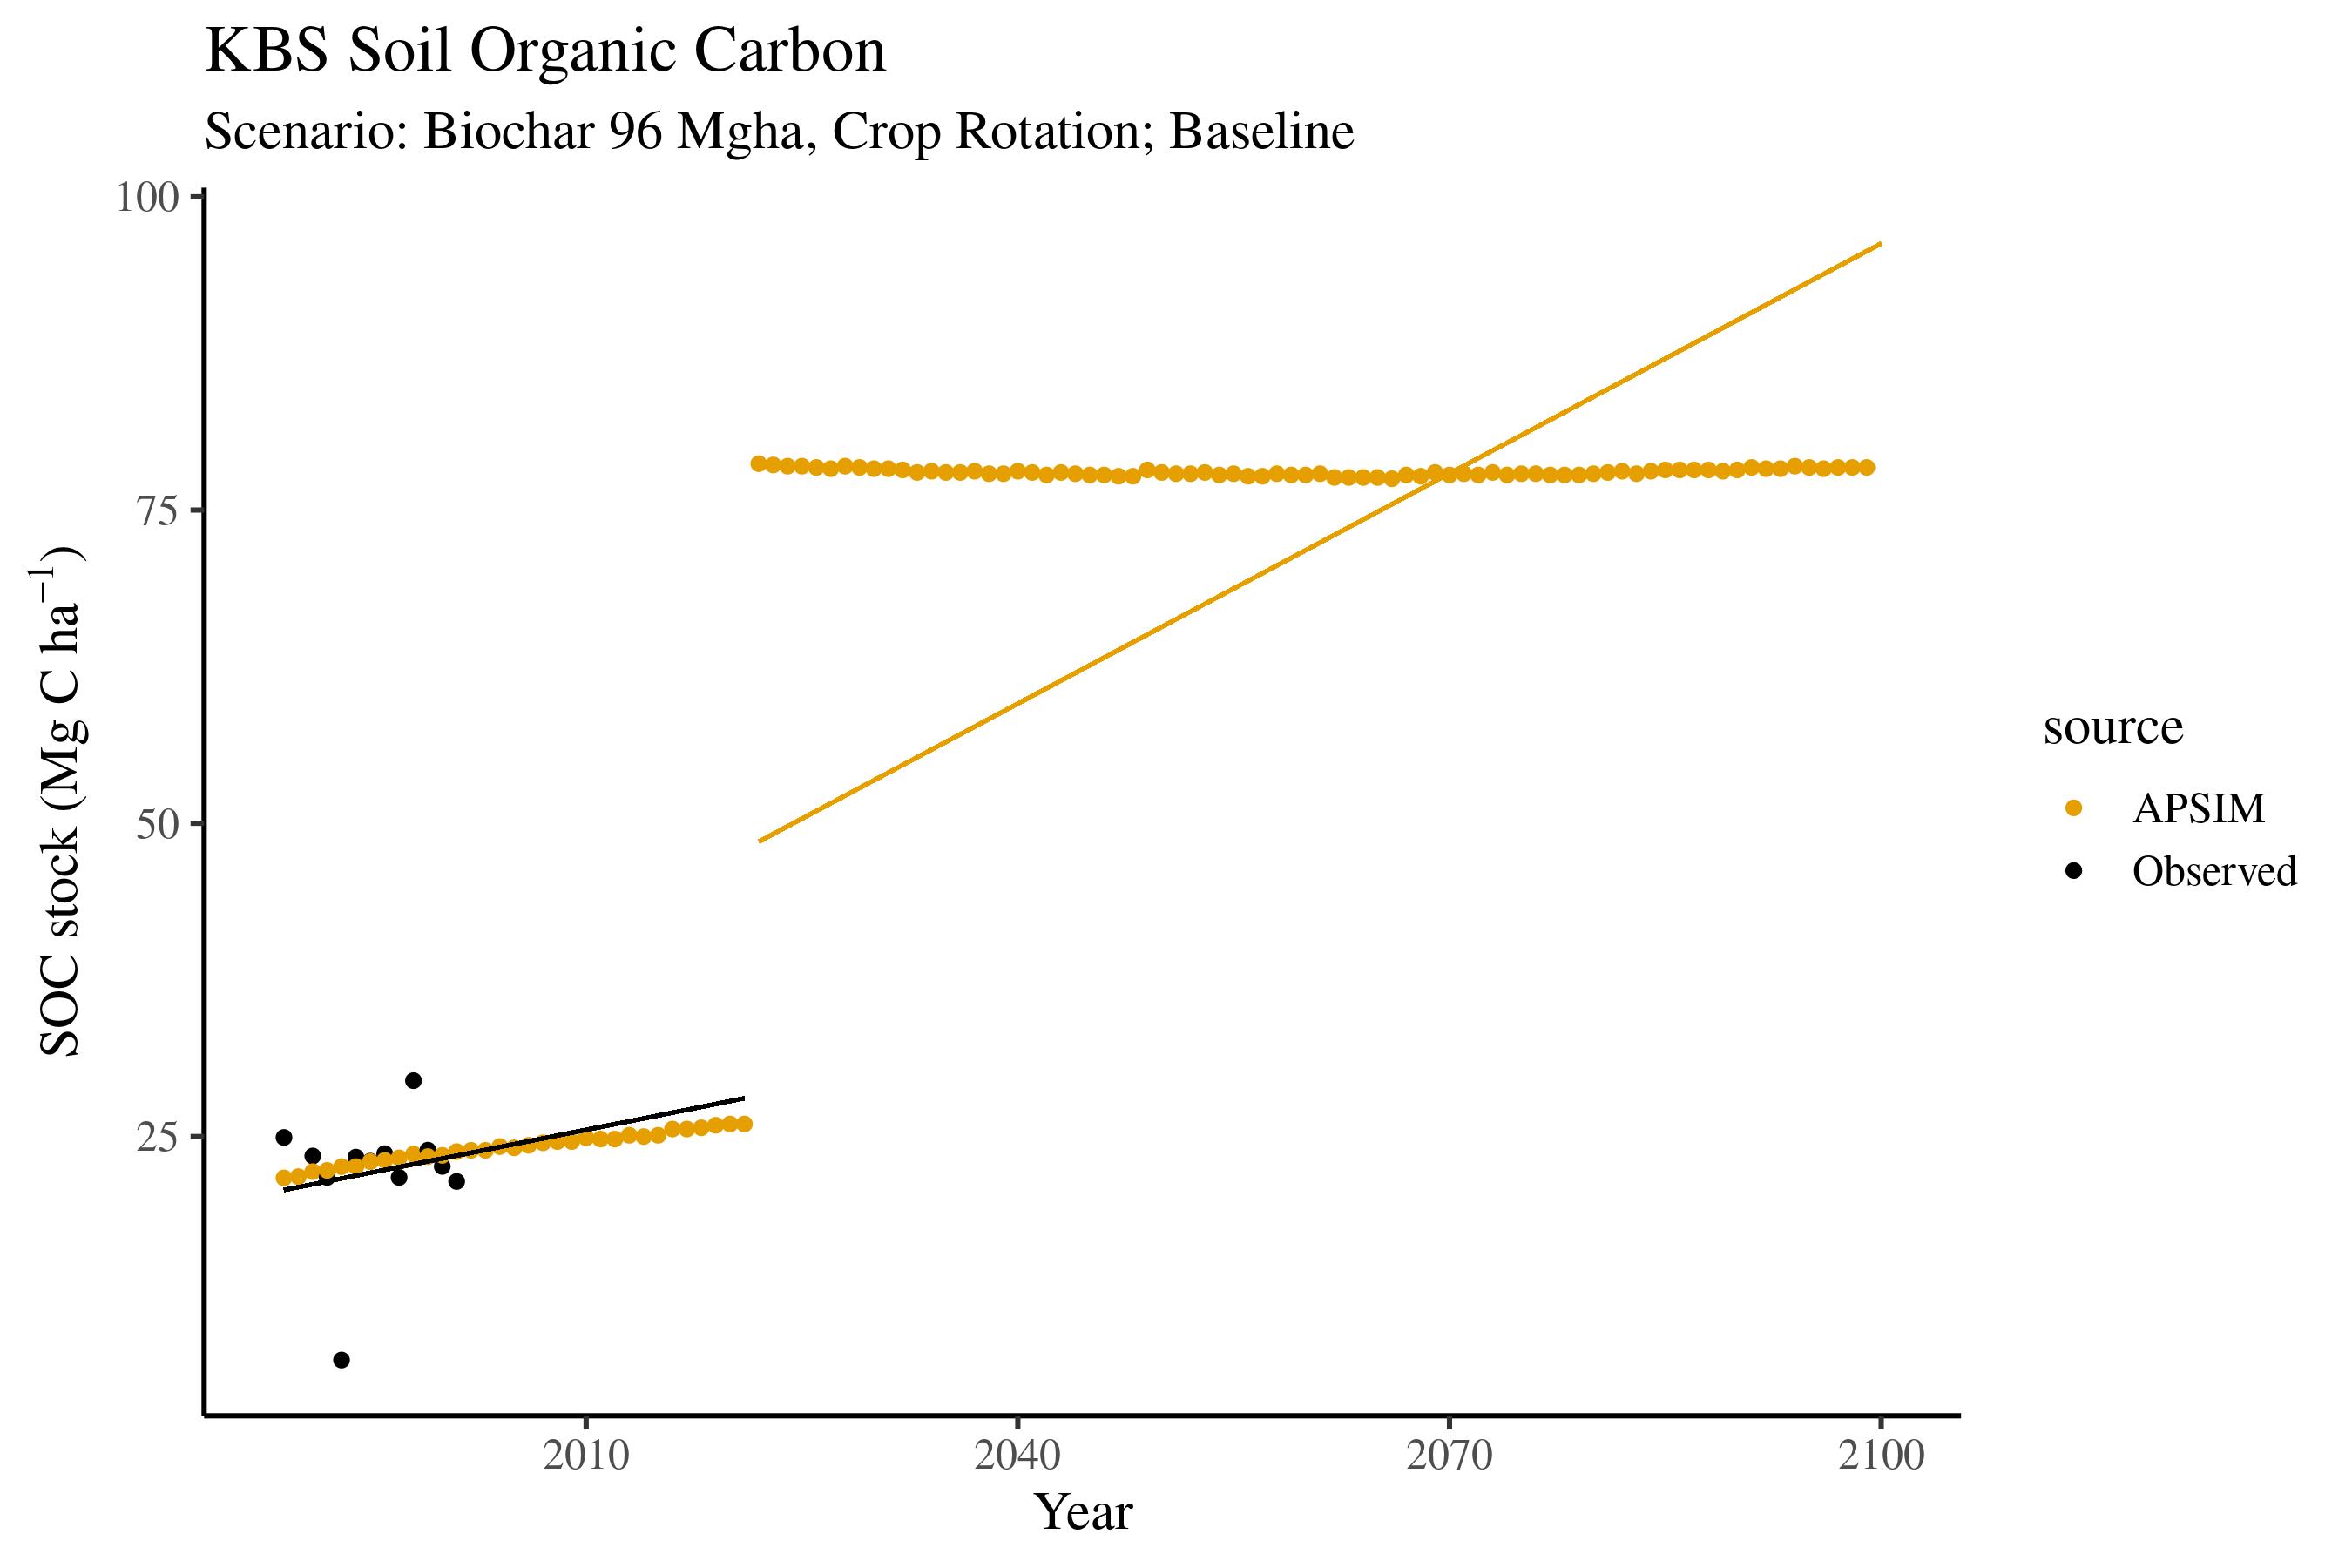 KBS Soil Organic Carbon
Scenario: Biochar 96 Mgha, Crop Rotation; Baseline
SOC stock (Mg C ha−1)
100
75
50
25
2010
2040
2070
2100
Year
source
APSIM
Observed